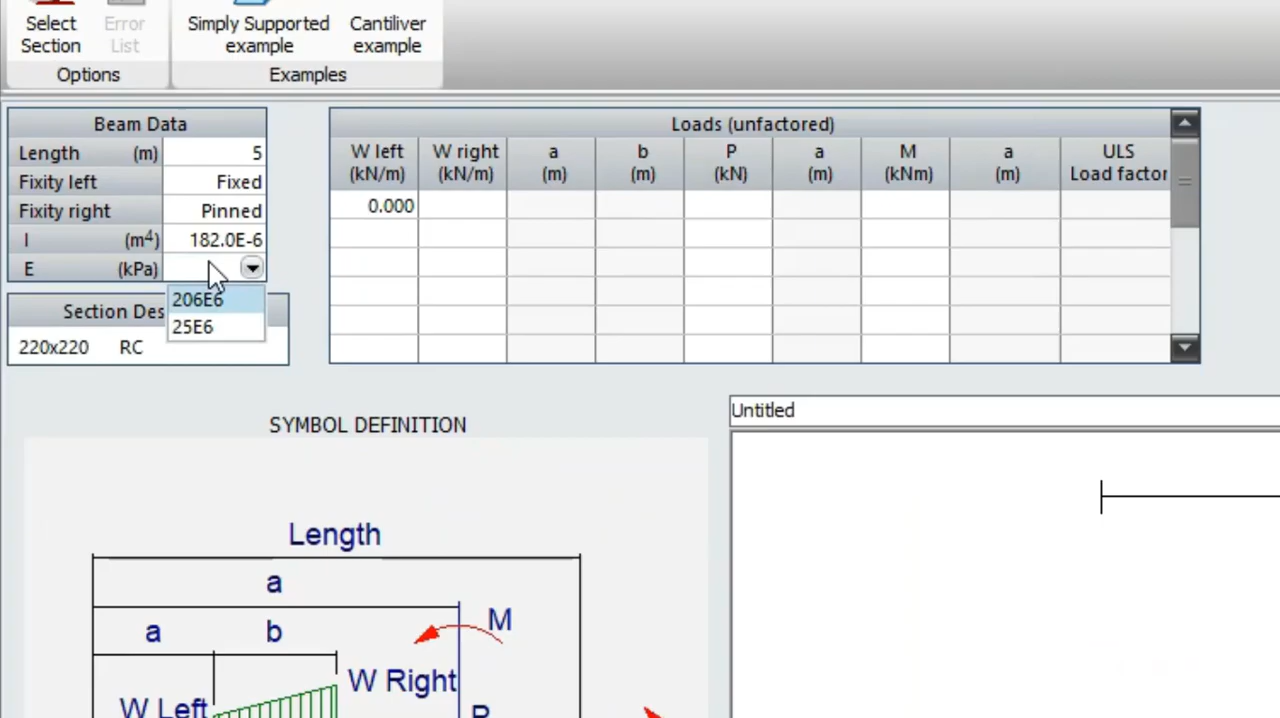 Select
Section
Error
List
Options
Simply Supported
example
Cantiliver
example
Examples
Beam Data
Length (m) 5
Fixity left Fixed
Fixity right Pinned
I (m4) 182.0E-6
E (kPa)
206E6
25E6
Section Des
220x220 RC
Loads (unfactored)
W left
(kN/m)
W right
(kN/m)
a
(m)
b
(m)
P
(kN)
a
(m)
M
(kNm)
a
(m)
ULS
Load factor
0.000
SYMBOL DEFINITION
Untitled
Length
a
a b M
W Right
W Left
P